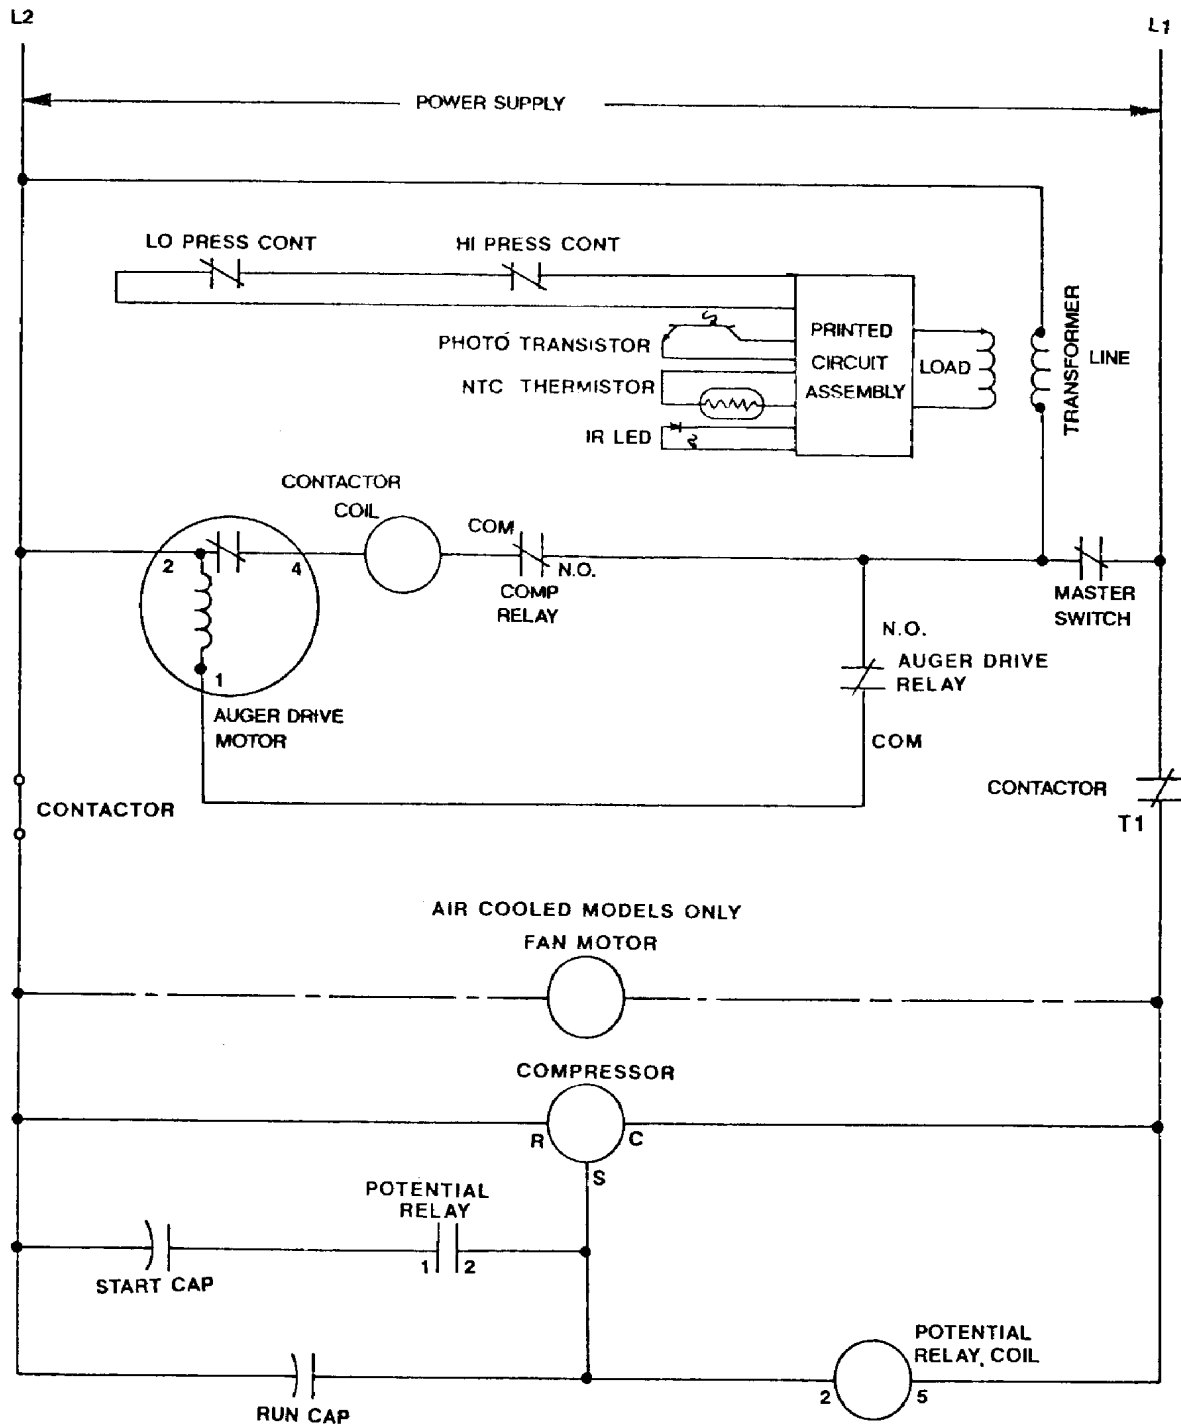 L2
L1
POWER SUPPLY
LO PRESS CONT
HI PRESS CONT
PHOTO TRANSISTOR
NTC THERMISTOR
IR LED
PRINTED
CIRCUIT
ASSEMBLY
LOAD
TRANSFORMER
LINE
CONTACTOR
COIL
COM
N.O.
COMP
RELAY
2
4
1
AUGER DRIVE
MOTOR
MASTER
SWITCH
N.O.
AUGER DRIVE
RELAY
COM
CONTACTOR
CONTACTOR
T1
AIR COOLED MODELS ONLY
FAN MOTOR
COMPRESSOR
R
C
S
POTENTIAL
RELAY
1 2
START CAP
POTENTIAL
RELAY, COIL
2
5
RUN CAP